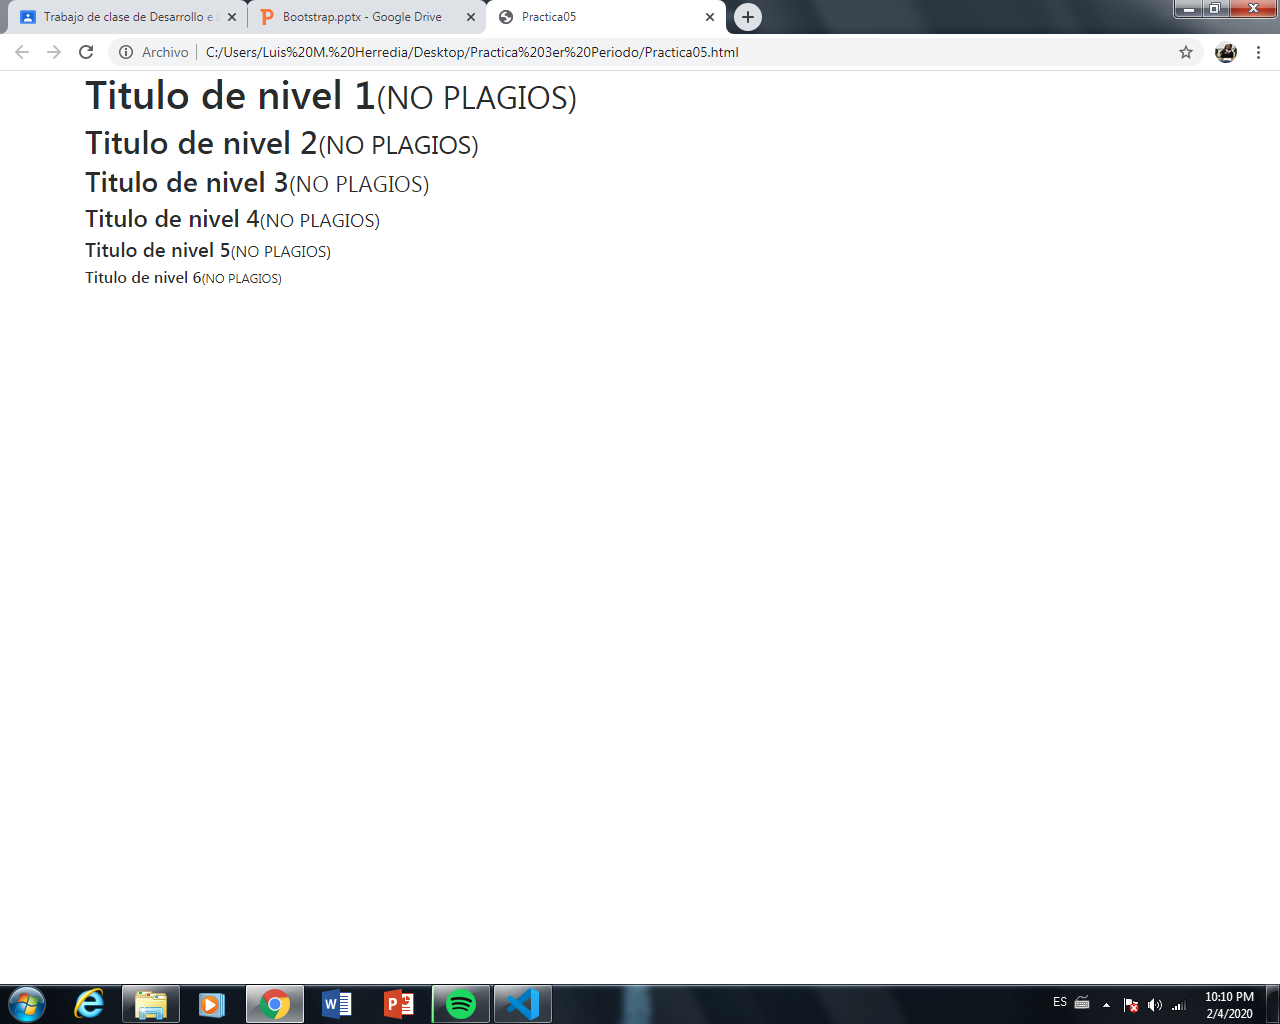 Trabajo de clase de Desarrollo e
Bootstrap.pptx - Google Drive
Practica05
Archivo
C:/Users/Luis%20M.%20Herredia/Desktop/Practica%203er%20Periodo/Practica05.html
Titulo de nivel 1(NO PLAGIOS)
Titulo de nivel 2(NO PLAGIOS)
Titulo de nivel 3(NO PLAGIOS)
Titulo de nivel 4(NO PLAGIOS)
Titulo de nivel 5(NO PLAGIOS)
Titulo de nivel 6(NO PLAGIOS)
ES
10:10 PM
2/4/2020